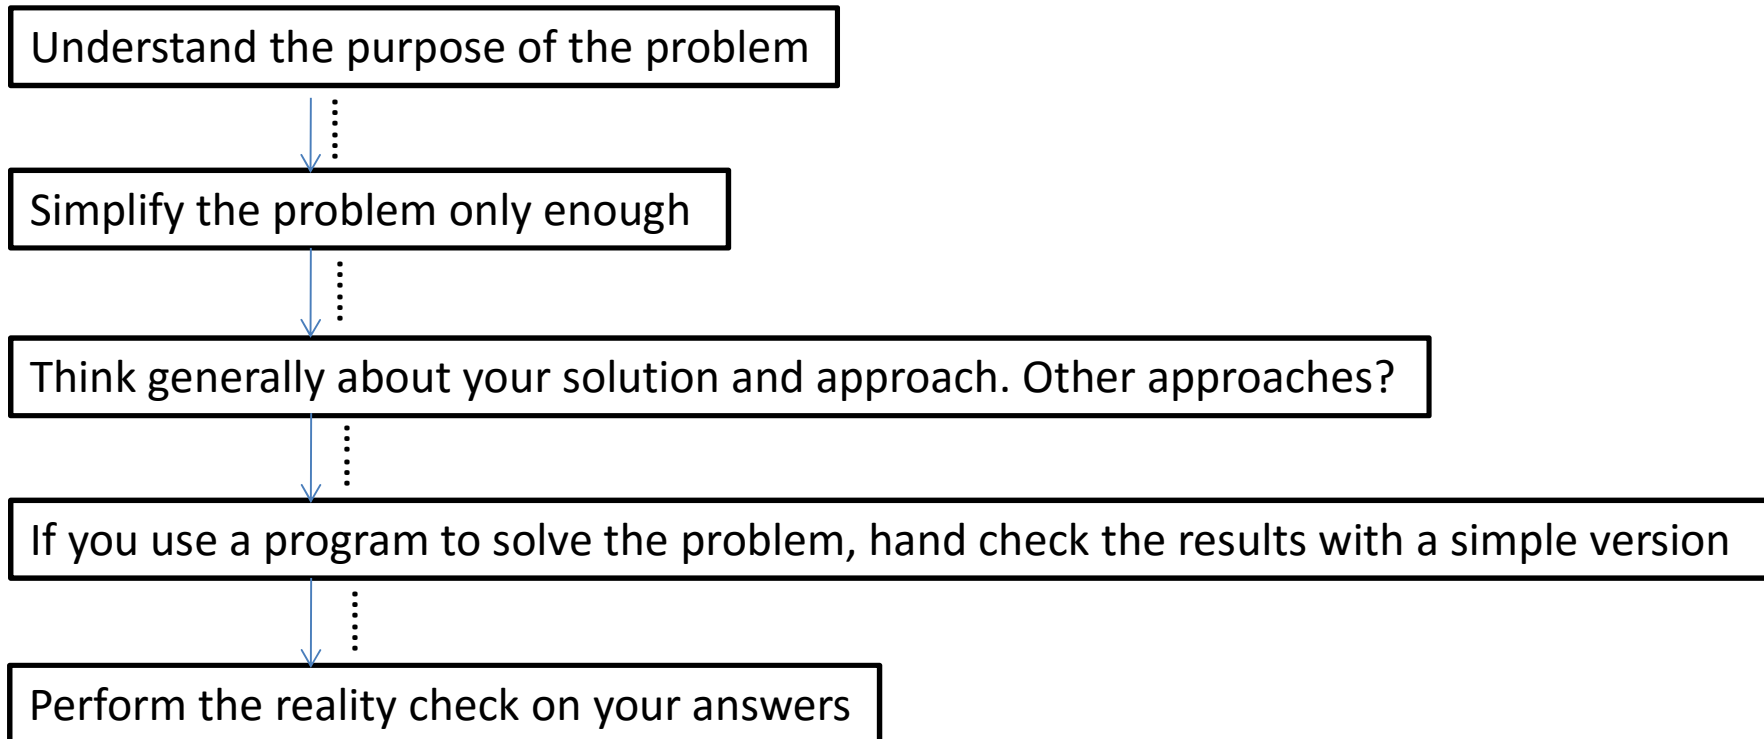 Understand the purpose of the problem
Simplify the problem only enough
Think generally about your solution and approach. Other approaches?
If you use a program to solve the problem, hand check the results with a simple version
Perform the reality check on your answers